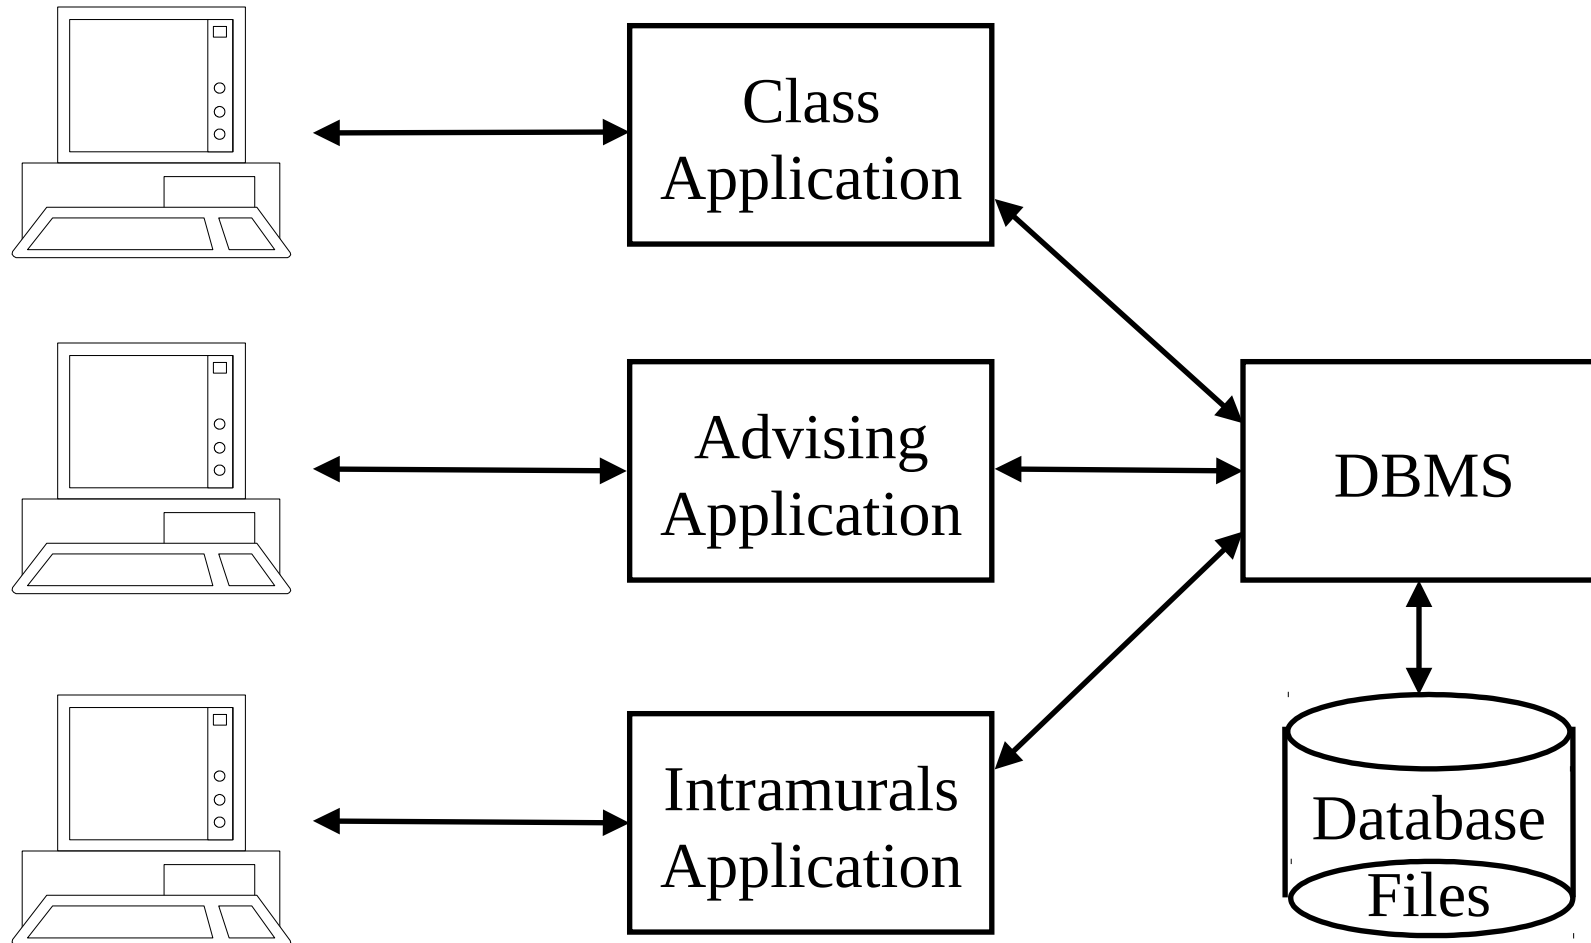 Class
Application
Advising
Application
DBMS
Intramurals
Application
Database
Files